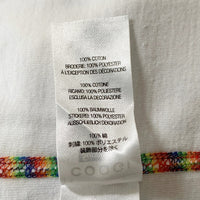 100% COTON
BRODERIE: 100% POLYESTER
À L'EXCEPTION DES DÉCORATIONS
100% COTONE
RICAMO: 100% POLIESTERE
ESCLUSA LA DECORAZIONE
100% BAUMWOLLE
STICKEREI: 100% POLYESTER
AUSSCHLIEẞLICH DEKORATION
100% 綿
刺繍: 100% ポリエステル
装飾部分を除く